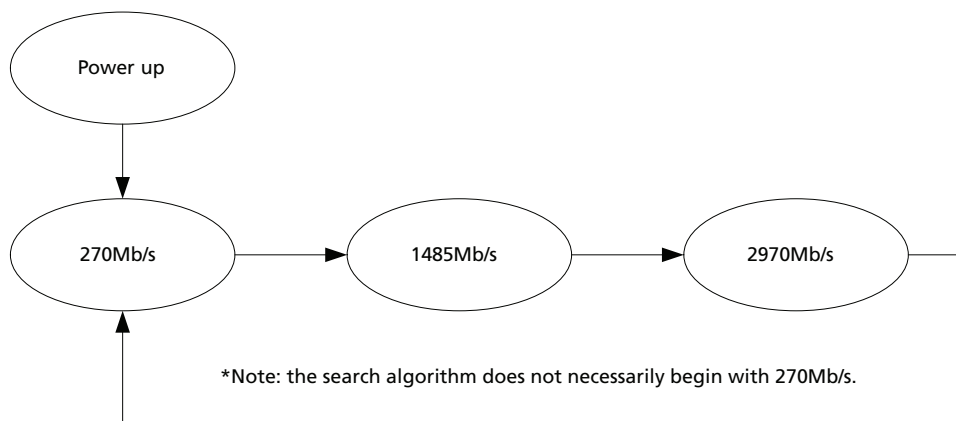 Power up
270Mb/s
1485Mb/s
2970Mb/s
*Note: the search algorithm does not necessarily begin with 270Mb/s.